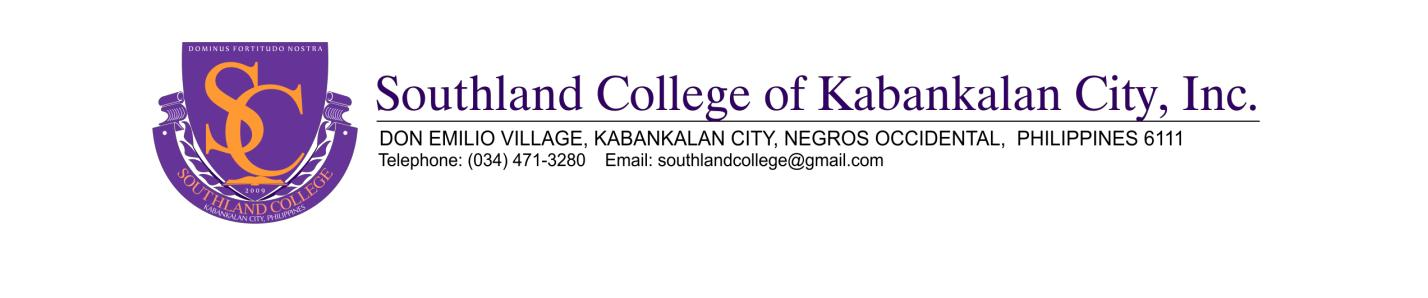 DOMINUS FORTITUDO NOSTRA
SC
2009
SOUTHLAND COLLEGE
KABANKALAN CITY, PHILIPPINES
Southland College of Kabankalan City, Inc.
DON EMILIO VILLAGE, KABANKALAN CITY, NEGROS OCCIDENTAL, PHILIPPINES 6111
Telephone: (034) 471-3280 Email: southlandcollege@gmail.com